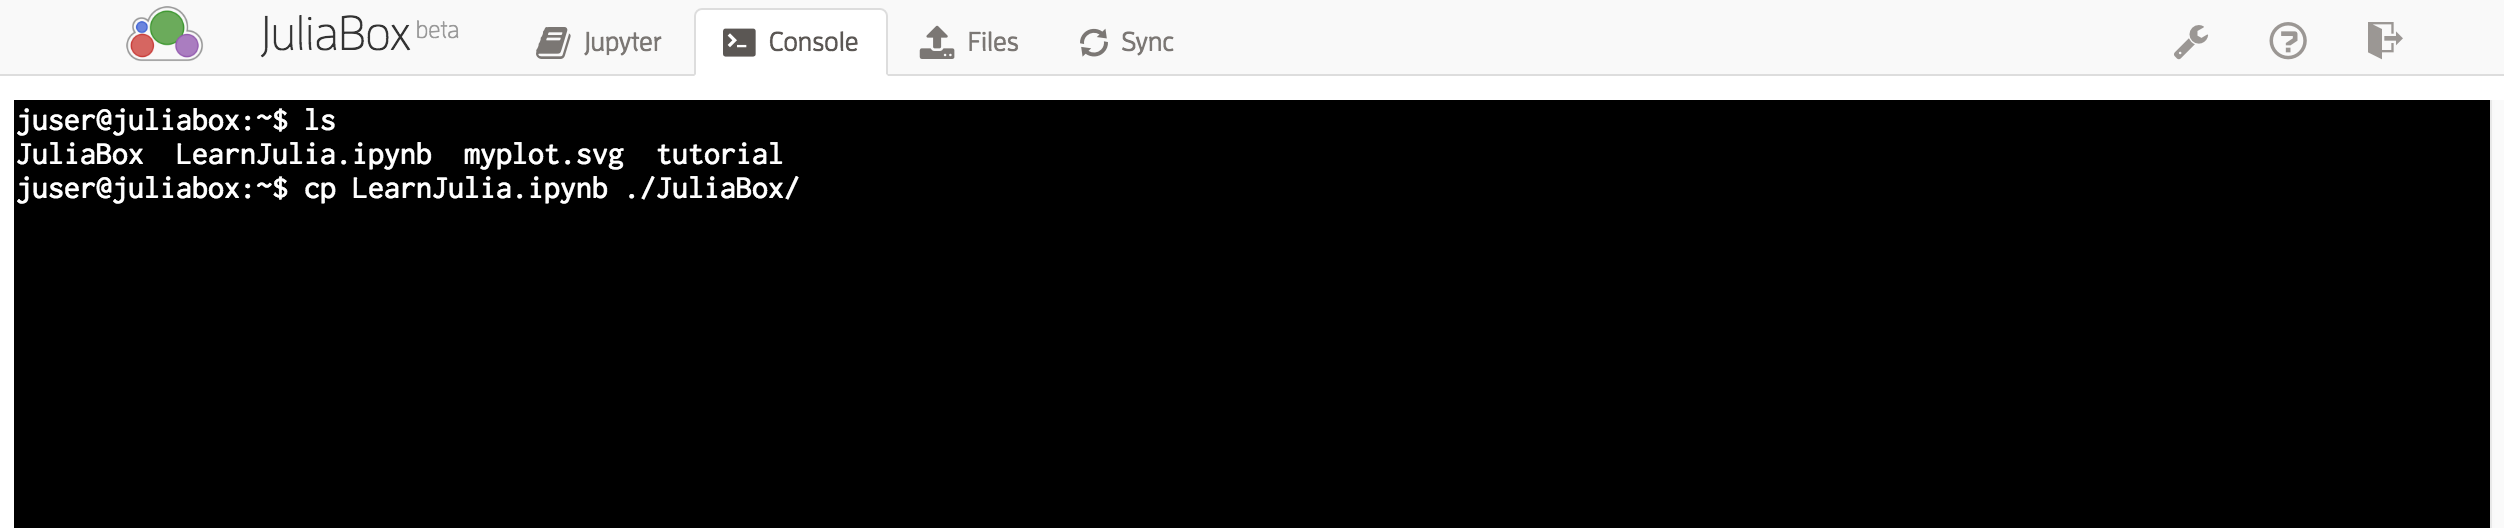 JuliaBox beta Jupyter Console Files Sync
juser@juliabox:~$ ls
JuliaBox  LearnJulia.ipynb  myplot.svg  tutorial
juser@juliabox:~$ cp LearnJulia.ipynb ./JuliaBox/